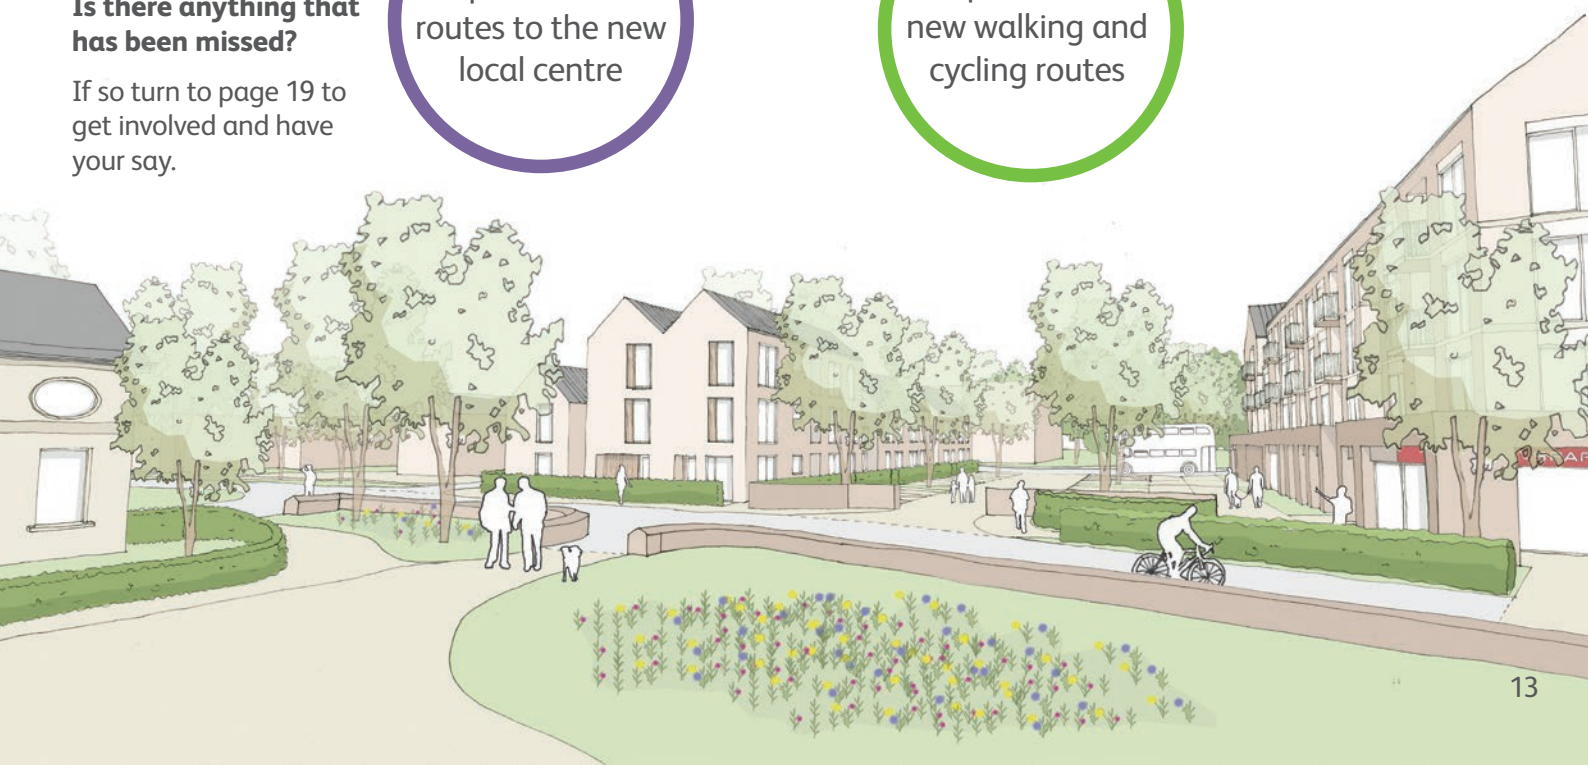 Is there anything that
has been missed?
If so turn to page 19 to
get involved and have
your say.
routes to the new
local centre
new walking and
cycling routes
13